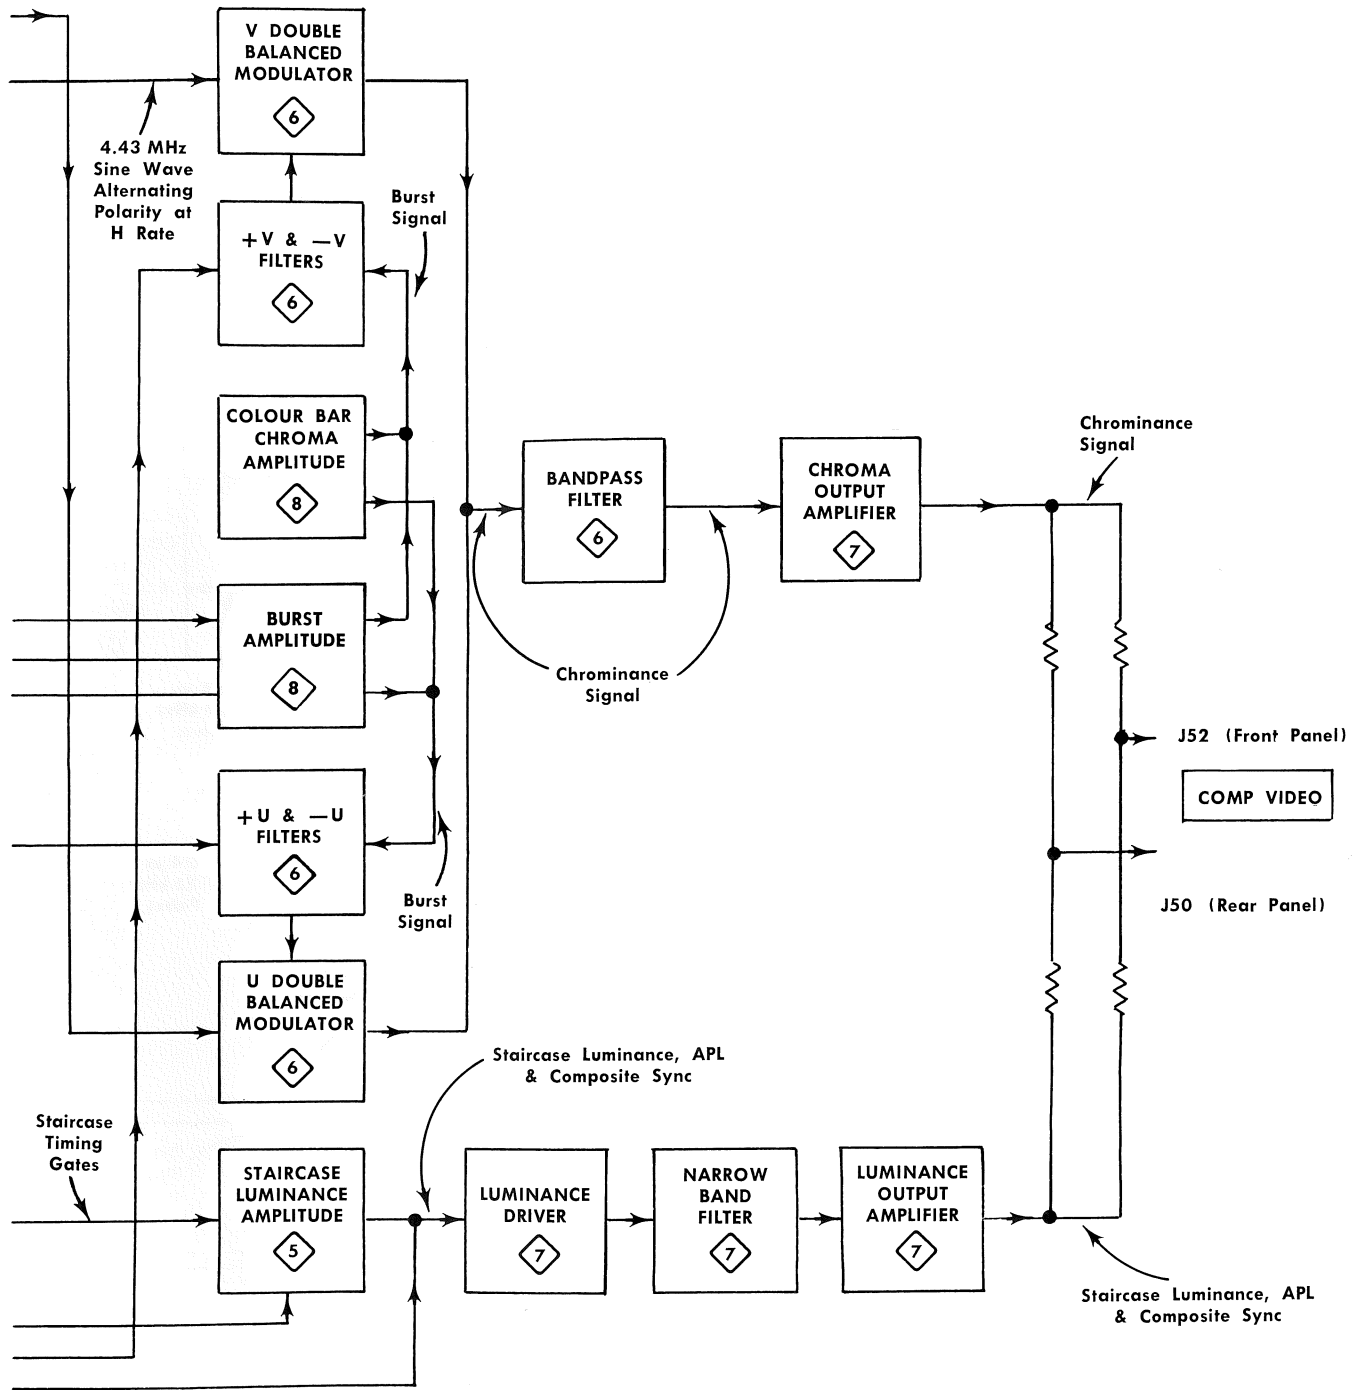 V DOUBLE
BALANCED
MODULATOR
6
4.43 MHz
Sine Wave
Alternating
Polarity at
H Rate
Burst
Signal
+V & —V
FILTERS
6
COLOUR BAR
CHROMA
AMPLITUDE
8
BANDPASS
FILTER
6
CHROMA
OUTPUT
AMPLIFIER
7
Chrominance
Signal
BURST
AMPLITUDE
8
Chrominance
Signal
J52 (Front Panel)
COMP VIDEO
+U & —U
FILTERS
6
Burst
Signal
J50 (Rear Panel)
U DOUBLE
BALANCED
MODULATOR
6
Staircase Luminance, APL
& Composite Sync
Staircase
Timing
Gates
STAIRCASE
LUMINANCE
AMPLITUDE
5
LUMINANCE
DRIVER
7
NARROW
BAND
FILTER
7
LUMINANCE
OUTPUT
AMPLIFIER
7
Staircase Luminance, APL
& Composite Sync